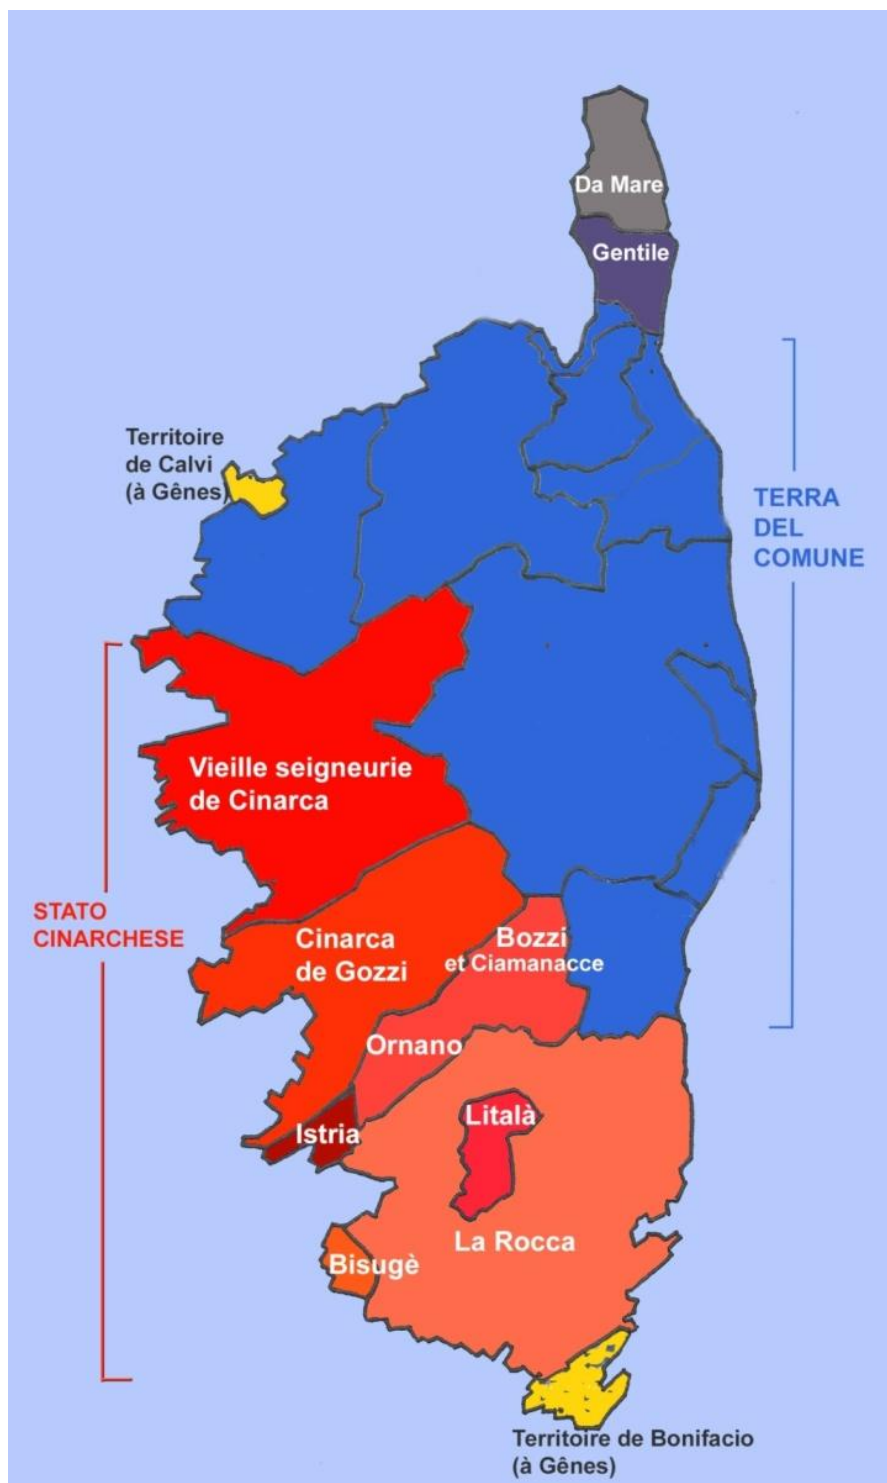 Da Mare
Gentile
Territoire
de Calvi
(à Gênes)
TERRA
DEL
COMUNE
Vieille seigneurie
de Cinarca
STATO
CINARCHESE
Cinarca
de Gozzi
Bozzi
et Ciamanacce
Ornano
Istria
Litalà
La Rocca
Bisugè
Territoire de Bonifacio
(à Gênes)